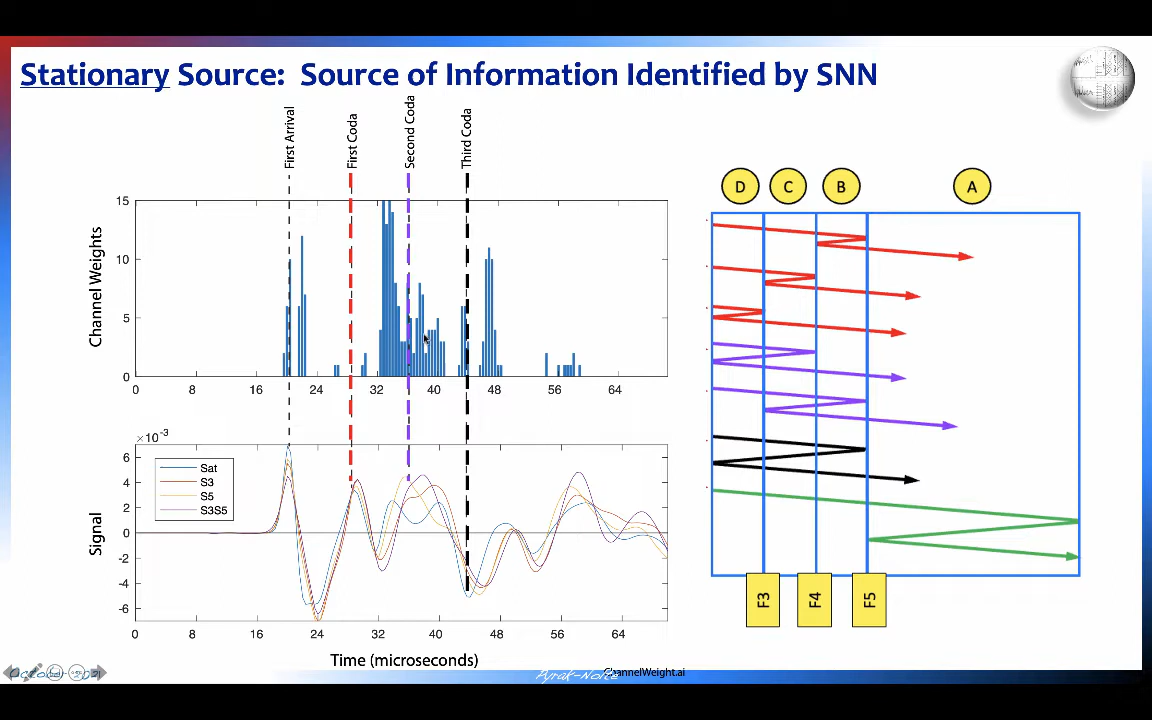 Stationary Source: Source of Information Identified by SNN
First Arrival
First Coda
Second Coda
Third Coda
D C B A
Channel Weights
15
10
5
0
0 8 16 24 32 40 48 56 64
×10⁻³
Signal
6
4
2
0
-2
-4
-6
Sat
S3
S5
S3S5
0 8 16 24 32 40 48 56 64
Time (microseconds)
F3 F4 F5
Pyrak-Nolte
ChannelWeight.ai